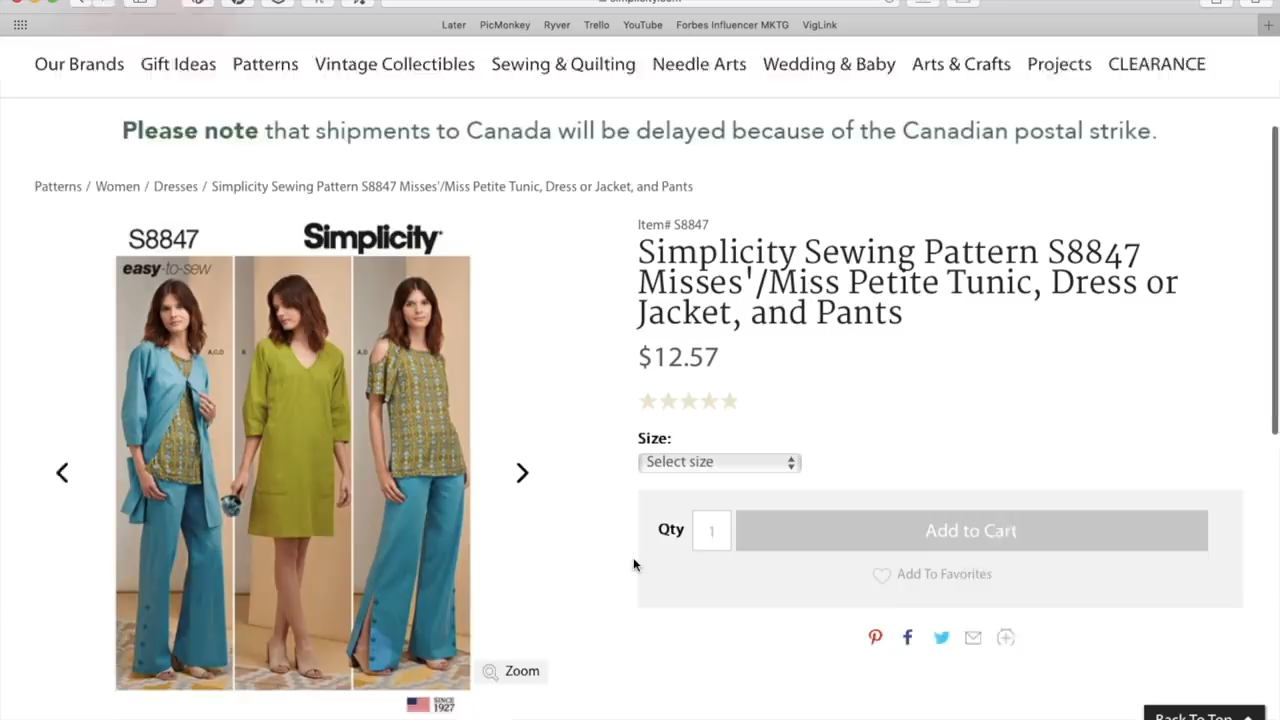 simplicity.com
Later PicMonkey Ryver Trello YouTube Forbes Influencer MKTG VigLink
Our Brands Gift Ideas Patterns Vintage Collectibles Sewing & Quilting Needle Arts Wedding & Baby Arts & Crafts Projects CLEARANCE
Please note that shipments to Canada will be delayed because of the Canadian postal strike.
Patterns / Women / Dresses / Simplicity Sewing Pattern S8847 Misses'/Miss Petite Tunic, Dress or Jacket, and Pants
S8847 Simplicity
easy-to-sew
A,C,D B A,D
SINCE
1927
Zoom
Item# S8847
Simplicity Sewing Pattern S8847
Misses'/Miss Petite Tunic, Dress or
Jacket, and Pants
$12.57
Size:
Select size
Qty 1 Add to Cart
Add To Favorites
Back To Top